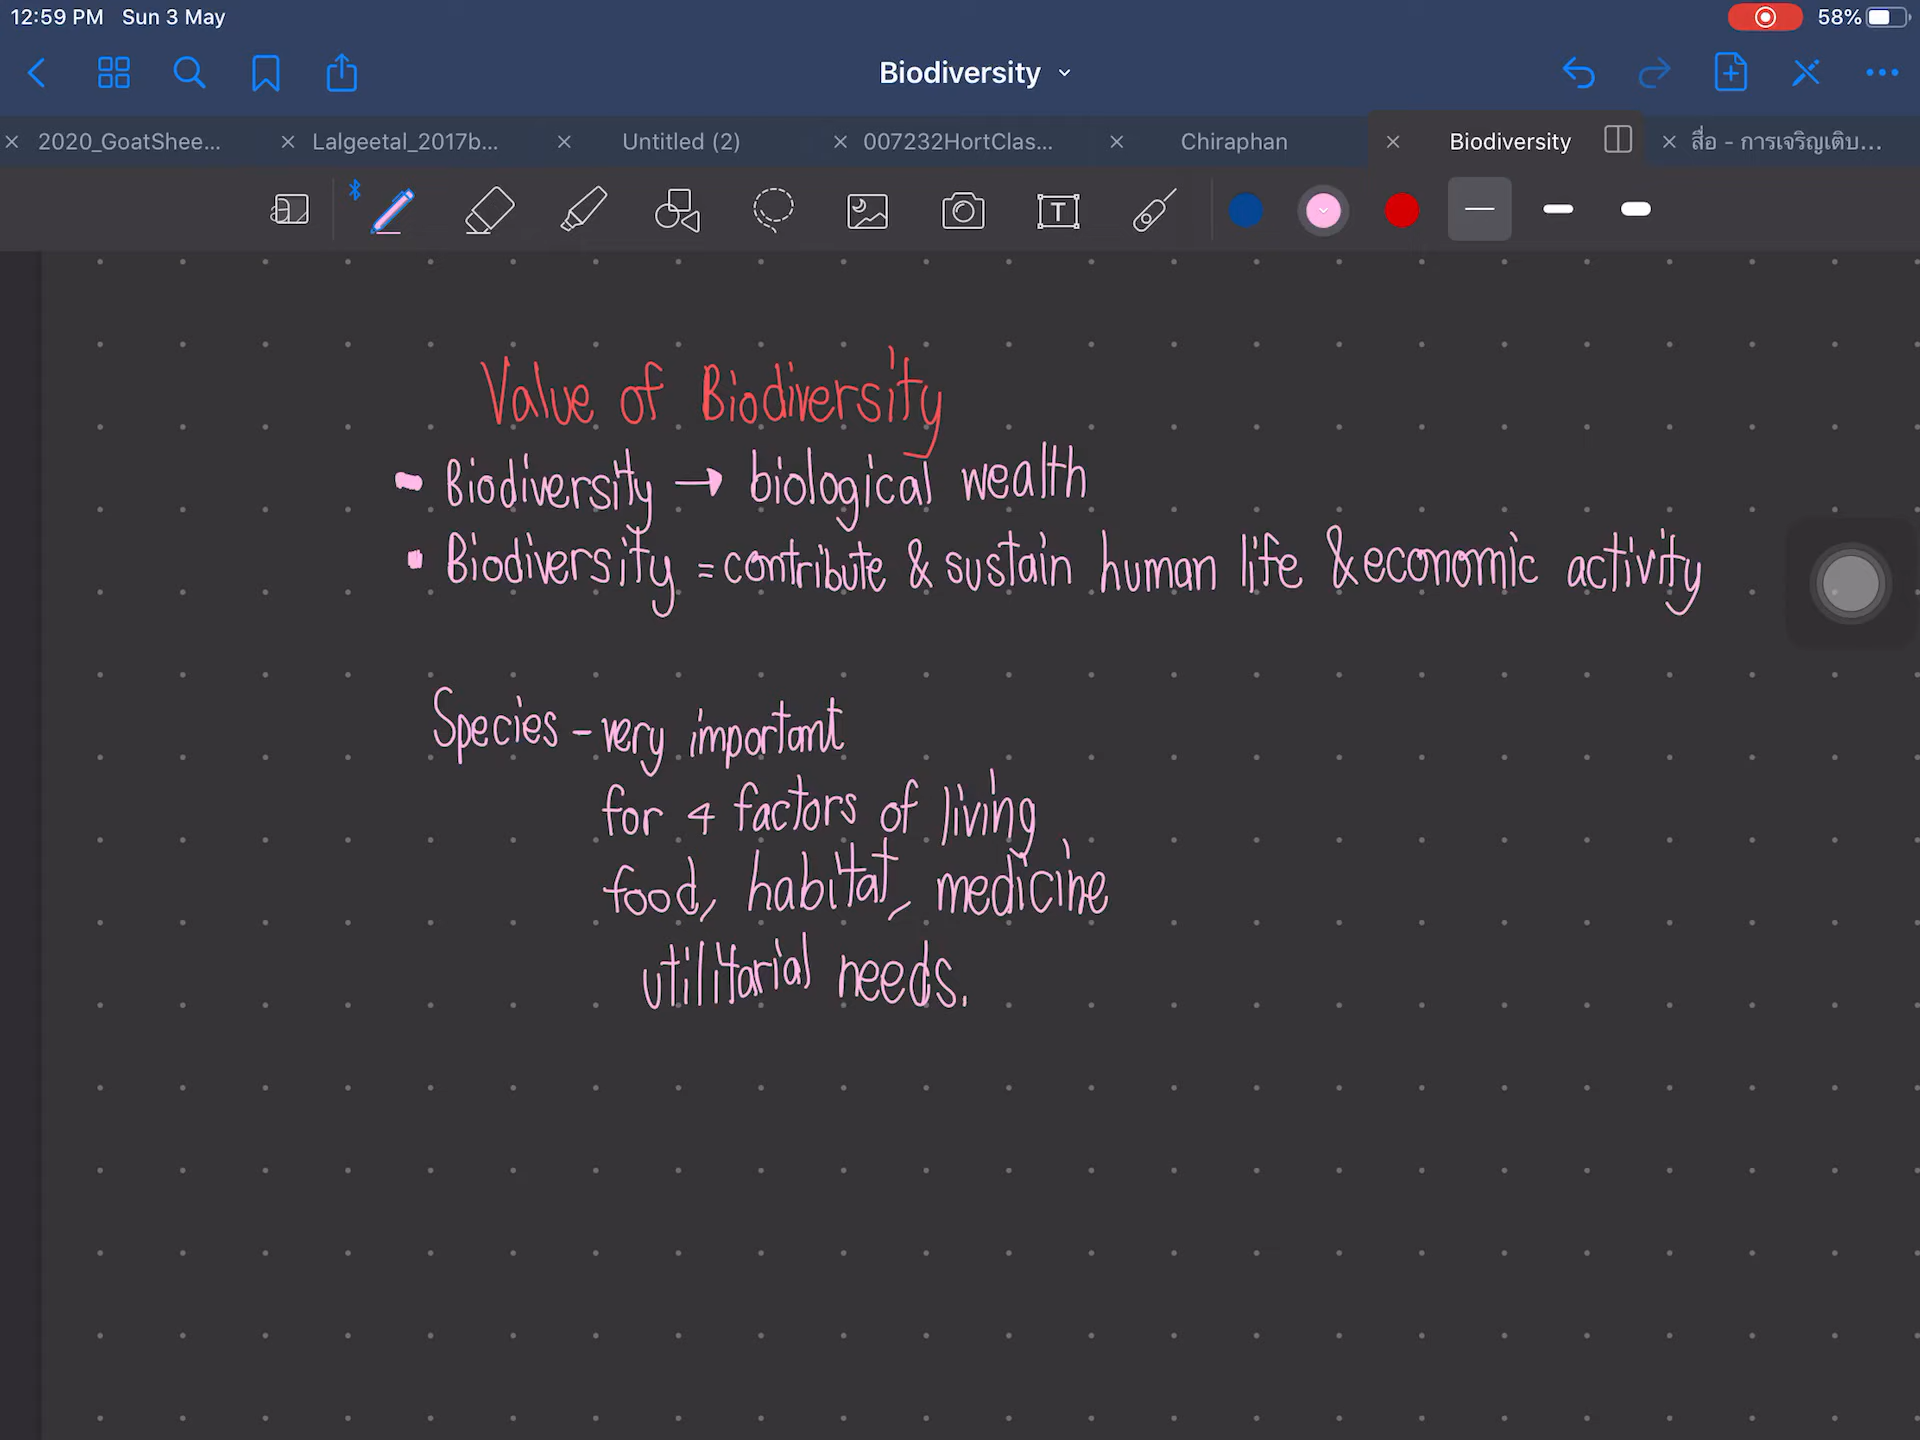 12:59 PM Sun 3 May 58%
Biodiversity
2020_GoatShee... Lalgeetal_2017b... Untitled (2) 007232HortClas... Chiraphan Biodiversity สื่อ - การเจริญเติบ...
Value of Biodiversity
- Biodiversity → biological wealth
▪ Biodiversity = contribute & sustain human life & economic activity
Species - very important
for 4 factors of living
food, habitat, medicine
utilitarial needs.